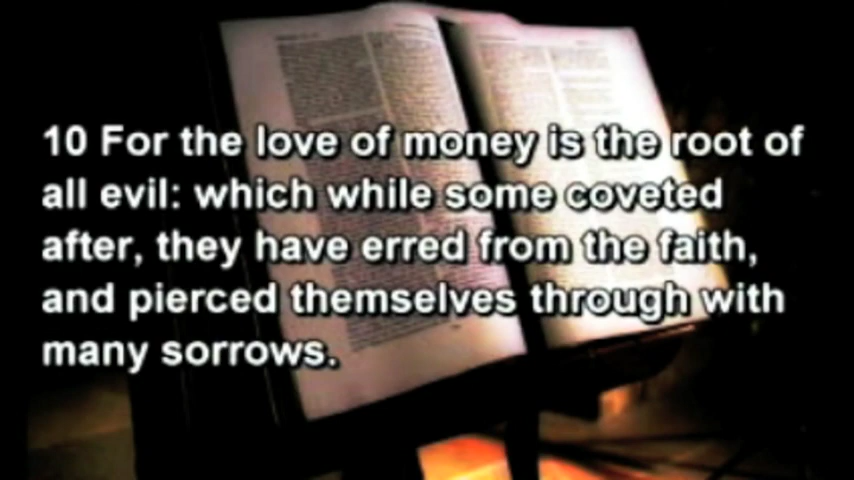 10 For the love of money is the root of
all evil: which while some coveted
after, they have erred from the faith,
and pierced themselves through with
many sorrows.